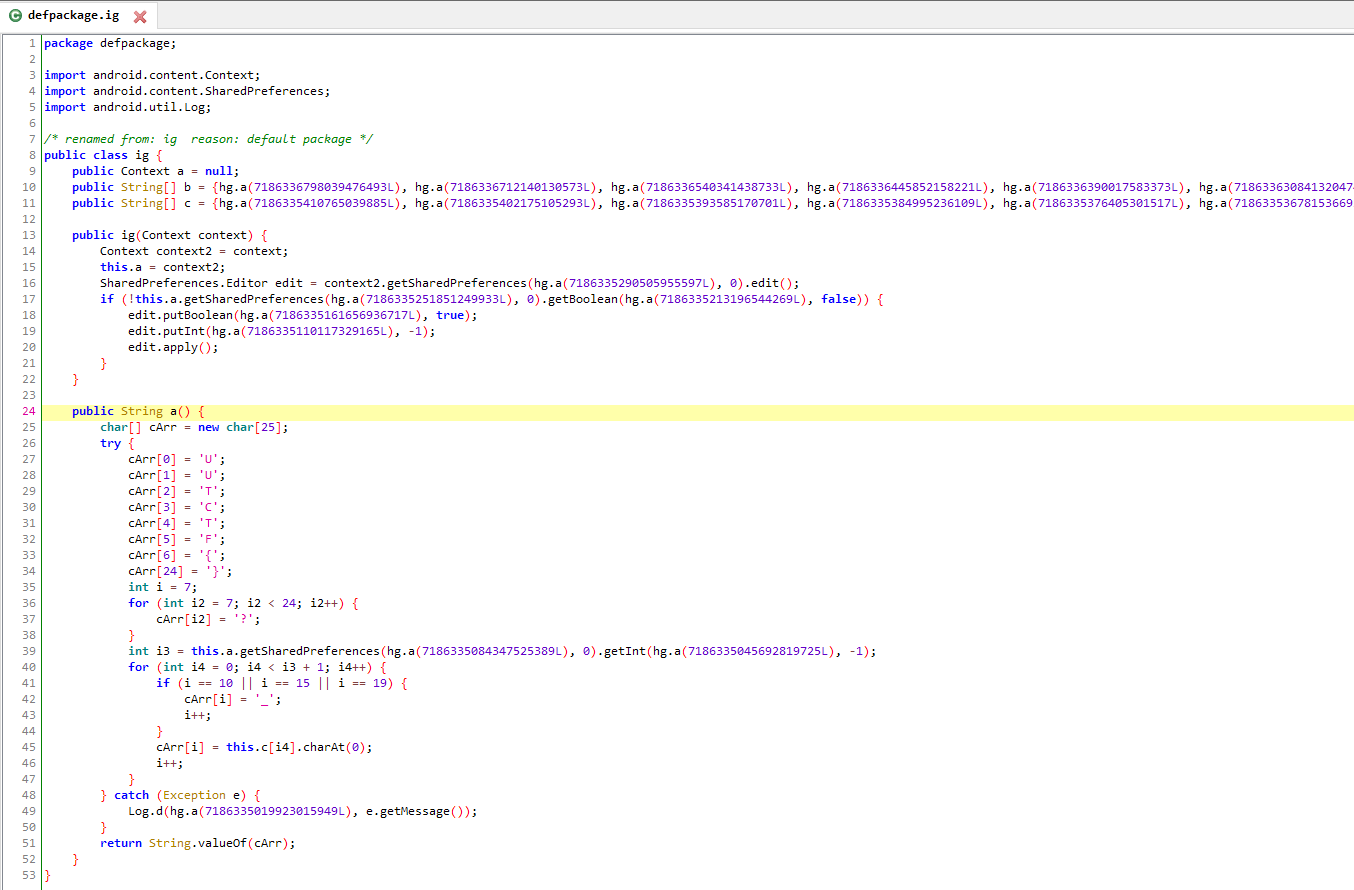 defpackage.ig
1 package defpackage;
2
3 import android.content.Context;
4 import android.content.SharedPreferences;
5 import android.util.Log;
6
7 /* renamed from: ig  reason: default package */
8 public class ig {
9     public Context a = null;
10     public String[] b = {hg.a(7186336798039476493L), hg.a(7186336712140130573L), hg.a(7186336540341438733L), hg.a(7186336445852158221L), hg.a(7186336390017583373L), hg.a(718633630841320474
11     public String[] c = {hg.a(7186335410765039885L), hg.a(7186335402175105293L), hg.a(7186335393585170701L), hg.a(7186335384995236109L), hg.a(7186335376405301517L), hg.a(71863353678153669
12
13     public ig(Context context) {
14         Context context2 = context;
15         this.a = context2;
16         SharedPreferences.Editor edit = context2.getSharedPreferences(hg.a(7186335290505955597L), 0).edit();
17         if (!this.a.getSharedPreferences(hg.a(7186335251851249933L), 0).getBoolean(hg.a(7186335213196544269L), false)) {
18             edit.putBoolean(hg.a(7186335161656936717L), true);
19             edit.putInt(hg.a(7186335110117329165L), -1);
20             edit.apply();
21         }
22     }
23
24     public String a() {
25         char[] cArr = new char[25];
26         try {
27             cArr[0] = 'U';
28             cArr[1] = 'U';
29             cArr[2] = 'T';
30             cArr[3] = 'C';
31             cArr[4] = 'T';
32             cArr[5] = 'F';
33             cArr[6] = '{';
34             cArr[24] = '}';
35             int i = 7;
36             for (int i2 = 7; i2 < 24; i2++) {
37                 cArr[i2] = '?';
38             }
39             int i3 = this.a.getSharedPreferences(hg.a(7186335084347525389L), 0).getInt(hg.a(7186335045692819725L), -1);
40             for (int i4 = 0; i4 < i3 + 1; i4++) {
41                 if (i == 10 || i == 15 || i == 19) {
42                     cArr[i] = '_';
43                     i++;
44                 }
45                 cArr[i] = this.c[i4].charAt(0);
46                 i++;
47             }
48         } catch (Exception e) {
49             Log.d(hg.a(7186335019923015949L), e.getMessage());
50         }
51         return String.valueOf(cArr);
52     }
53 }